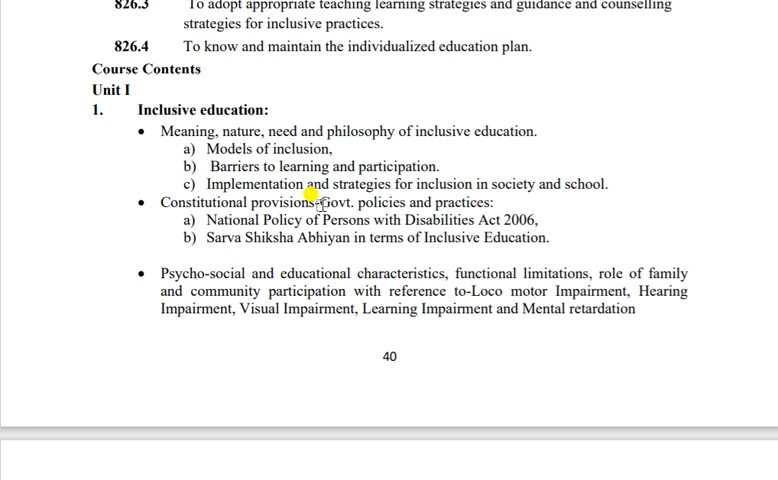 826.3 To adopt appropriate teaching learning strategies and guidance and counselling
strategies for inclusive practices.
826.4 To know and maintain the individualized education plan.
Course Contents
Unit I
1. Inclusive education:
• Meaning, nature, need and philosophy of inclusive education.
a) Models of inclusion,
b) Barriers to learning and participation.
c) Implementation and strategies for inclusion in society and school.
• Constitutional provisions-Govt. policies and practices:
a) National Policy of Persons with Disabilities Act 2006,
b) Sarva Shiksha Abhiyan in terms of Inclusive Education.
• Psycho-social and educational characteristics, functional limitations, role of family
and community participation with reference to-Loco motor Impairment, Hearing
Impairment, Visual Impairment, Learning Impairment and Mental retardation
40